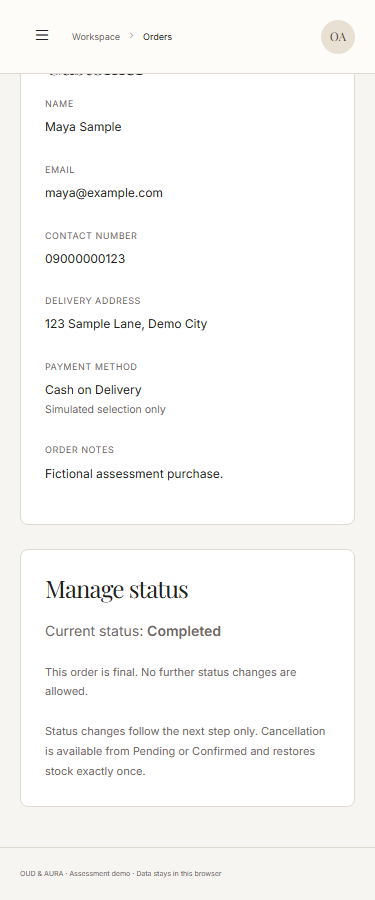 Workspace > Orders
OA
NAME
Maya Sample
EMAIL
maya@example.com
CONTACT NUMBER
09000000123
DELIVERY ADDRESS
123 Sample Lane, Demo City
PAYMENT METHOD
Cash on Delivery
Simulated selection only
ORDER NOTES
Fictional assessment purchase.
Manage status
Current status: Completed
This order is final. No further status changes are
allowed.
Status changes follow the next step only. Cancellation
is available from Pending or Confirmed and restores
stock exactly once.
OUD & AURA · Assessment demo · Data stays in this browser